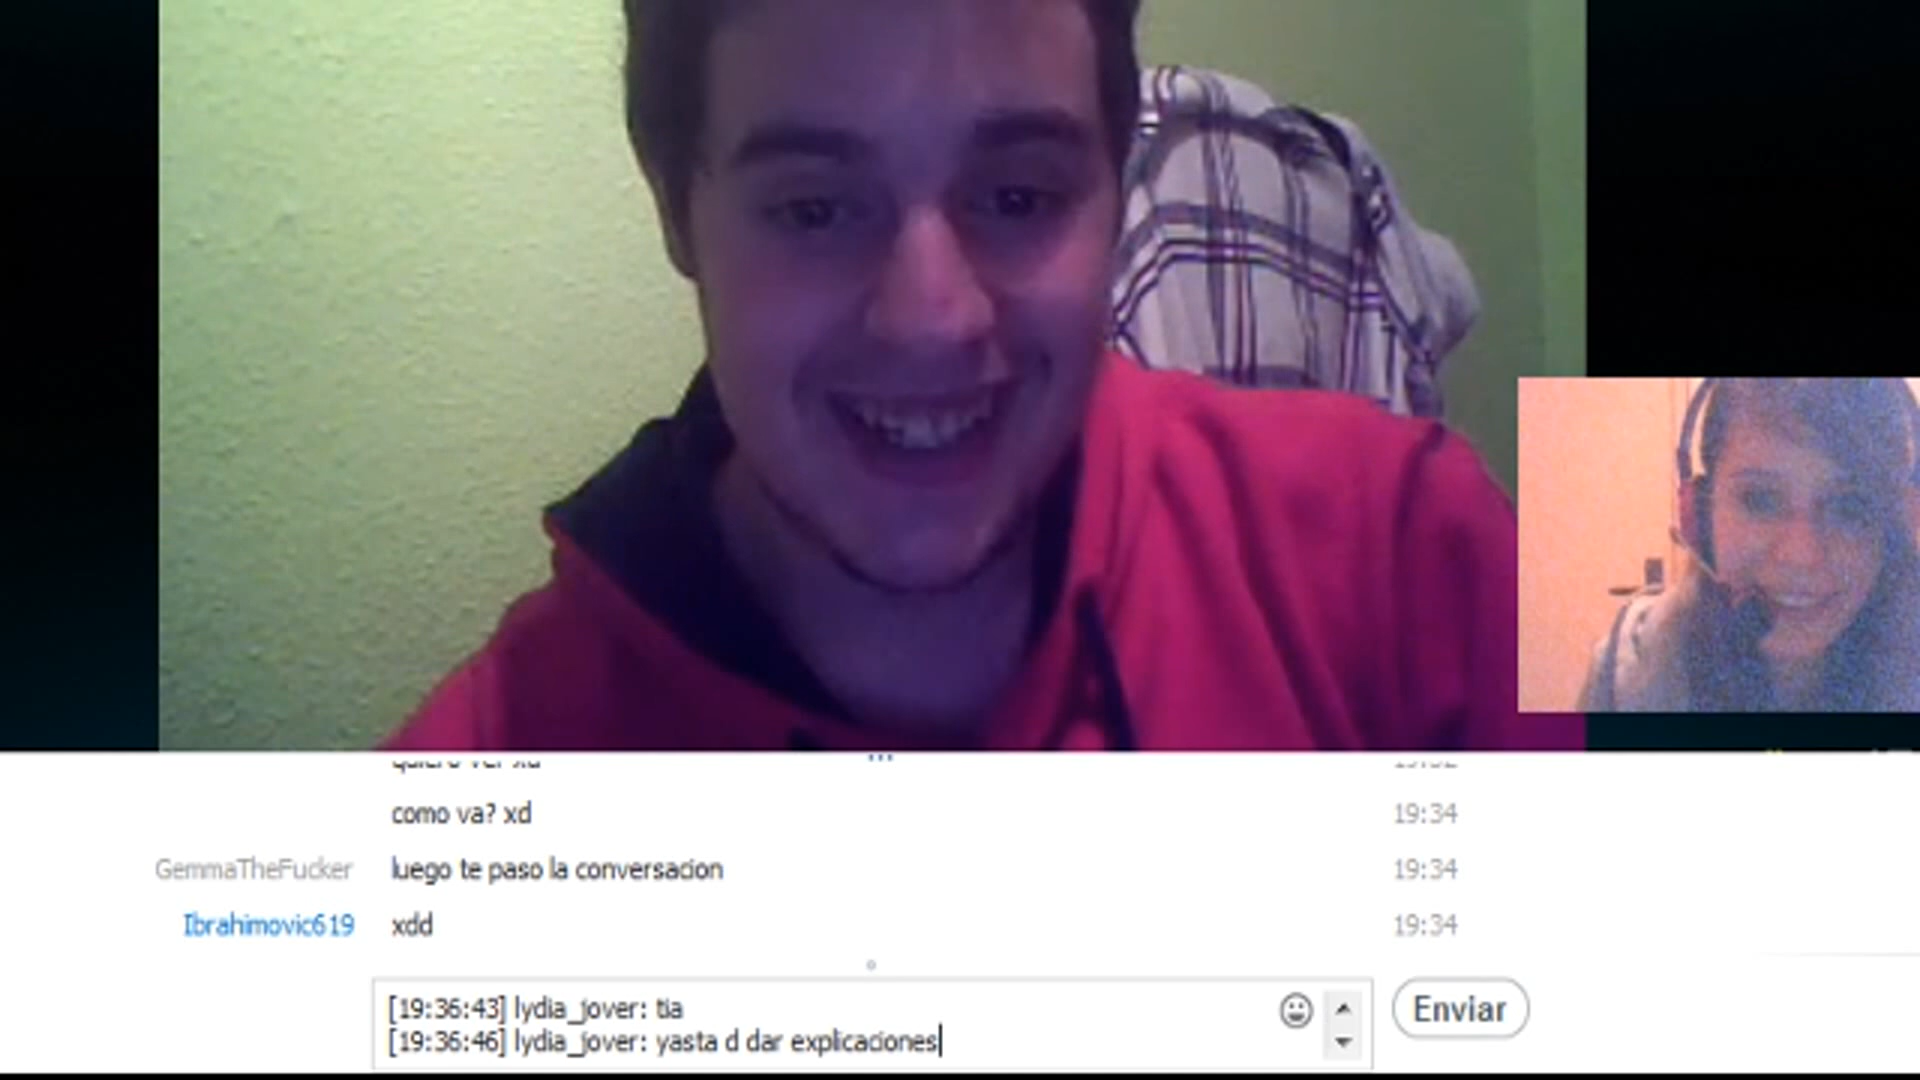 como va? xd 19:34
GemmaTheFucker luego te paso la conversacion 19:34
Ibrahimovic619 xdd 19:34
[19:36:43] lydia_jover: tia
[19:36:46] lydia_jover: yasta d dar explicaciones
Enviar